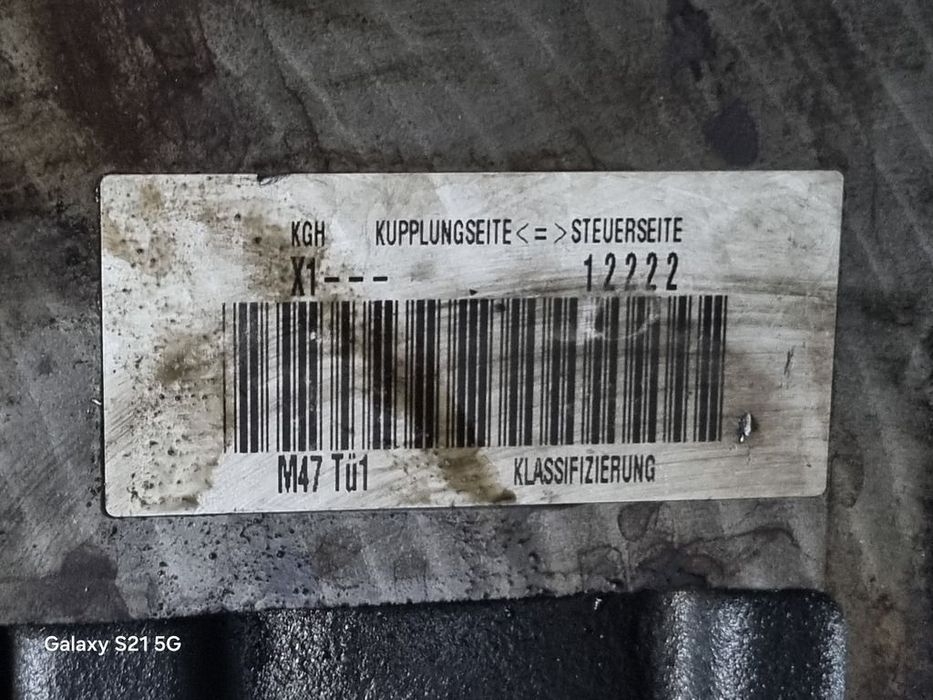 KGH KUPPLUNGSEITE<=>STEUERSEITE
X1--- 12222
M47 Tü1 KLASSIFIZIERUNG
Galaxy S21 5G